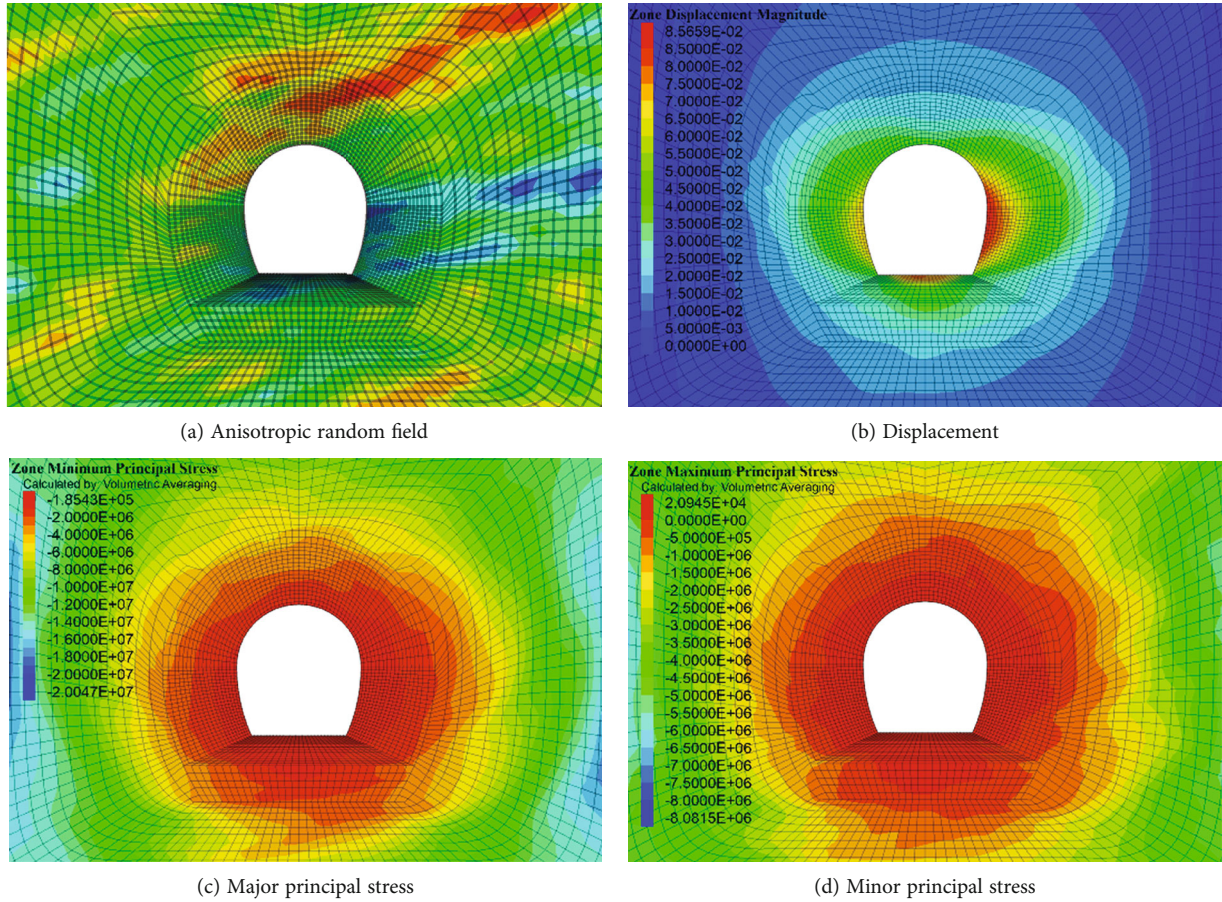 Zone Displacement Magnitude
8.5659E-02
8.5000E-02
8.0000E-02
7.5000E-02
7.0000E-02
6.5000E-02
6.0000E-02
5.5000E-02
5.0000E-02
4.5000E-02
4.0000E-02
3.5000E-02
3.0000E-02
2.5000E-02
2.0000E-02
1.5000E-02
1.0000E-02
5.0000E-03
0.0000E+00
(a) Anisotropic random field
(b) Displacement
Zone Minimum Principal Stress
Calculated by: Volumetric Averaging
-1.8543E+05
-2.0000E+06
-4.0000E+06
-6.0000E+06
-8.0000E+06
-1.0000E+07
-1.2000E+07
-1.4000E+07
-1.6000E+07
-1.8000E+07
-2.0000E+07
-2.0047E+07
Zone Maximum Principal Stress
Calculated by: Volumetric Averaging
2.0945E+04
0.0000E+00
-5.0000E+05
-1.0000E+06
-1.5000E+06
-2.0000E+06
-2.5000E+06
-3.0000E+06
-3.5000E+06
-4.0000E+06
-4.5000E+06
-5.0000E+06
-5.5000E+06
-6.0000E+06
-6.5000E+06
-7.0000E+06
-7.5000E+06
-8.0000E+06
-8.0815E+06
(c) Major principal stress
(d) Minor principal stress